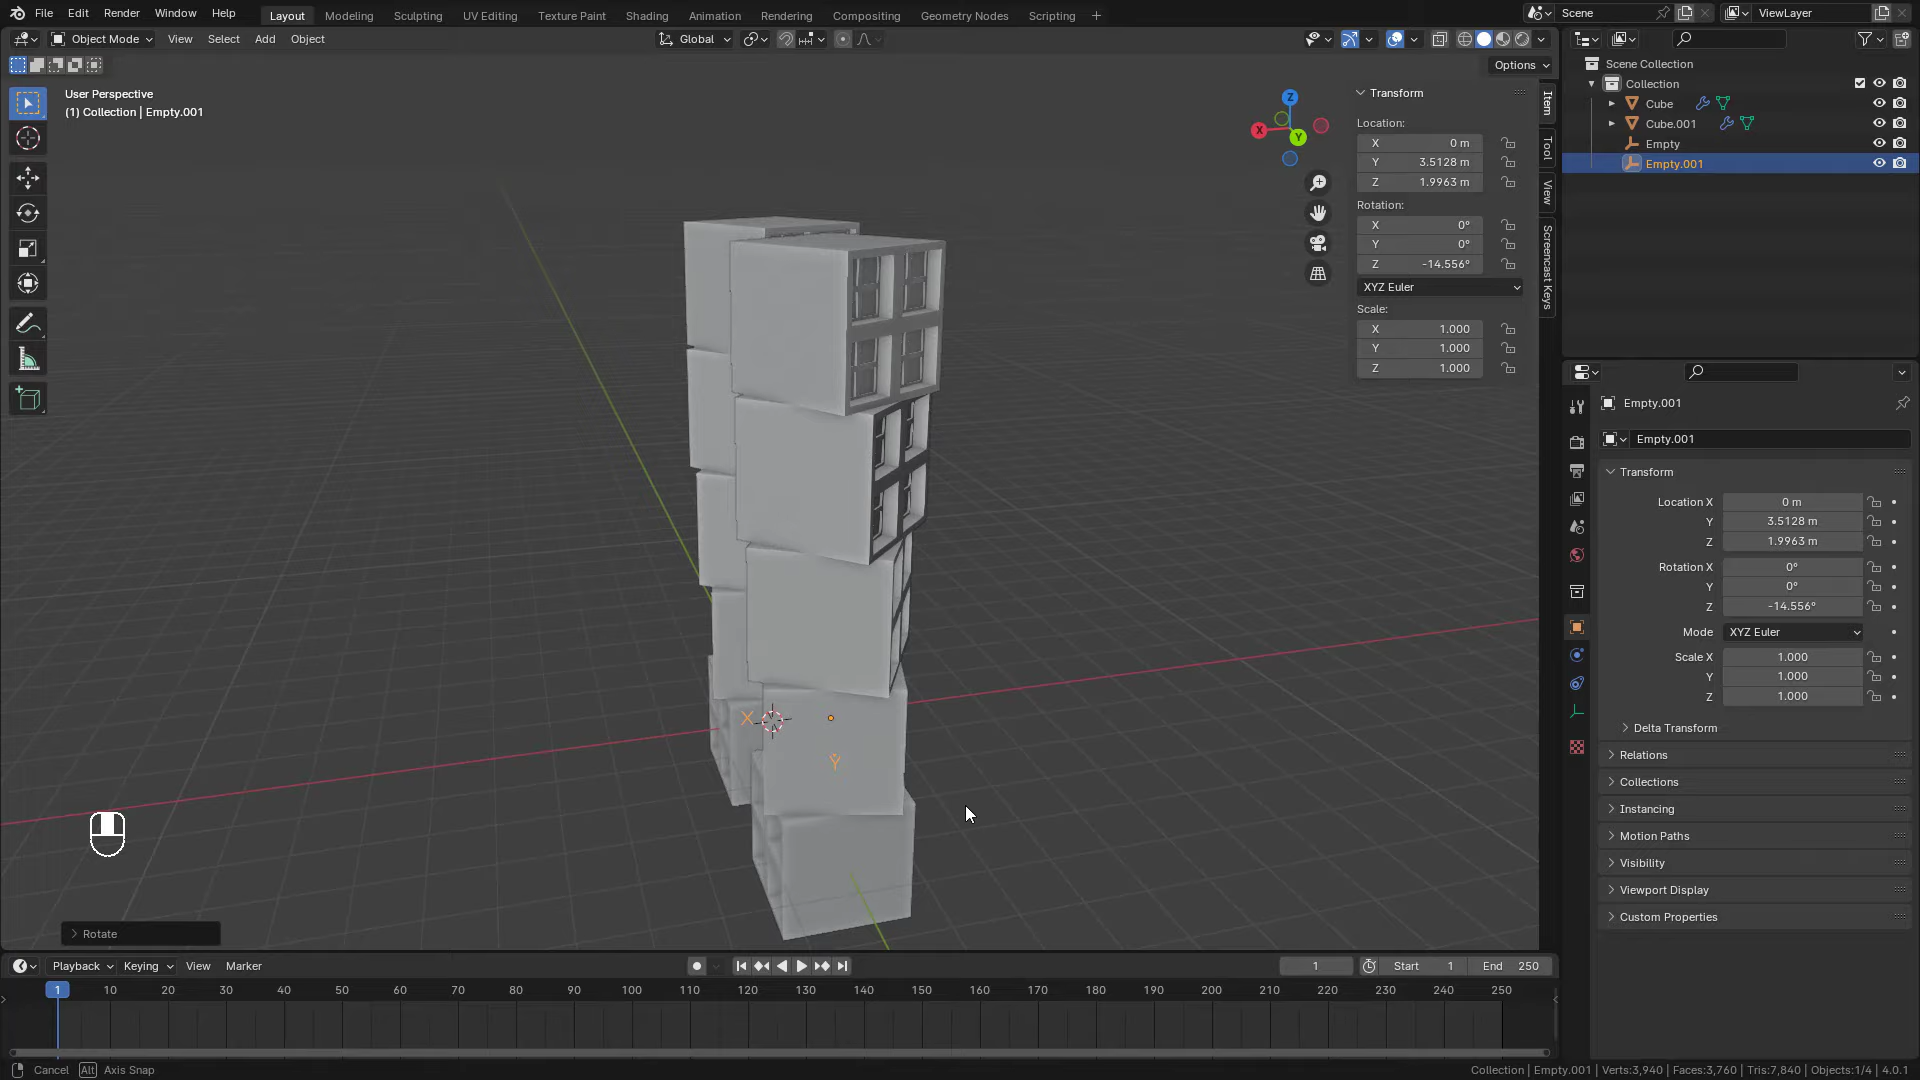 File Edit Render Window Help Layout Modeling Sculpting UV Editing Texture Paint Shading Animation Rendering Compositing Geometry Nodes Scripting + Scene ViewLayer
Object Mode View Select Add Object Global
Options
User Perspective
(1) Collection | Empty.001
Z
X
Y
Transform
Location:
X 0 m
Y 3.5128 m
Z 1.9963 m
Rotation:
X 0°
Y 0°
Z -14.556°
XYZ Euler
Scale:
X 1.000
Y 1.000
Z 1.000
Item
Tool
View
Screencast Keys
Scene Collection
Collection
Cube
Cube.001
Empty
Empty.001
Empty.001
Empty.001
Transform
Location X 0 m
Y 3.5128 m
Z 1.9963 m
Rotation X 0°
Y 0°
Z -14.556°
Mode XYZ Euler
Scale X 1.000
Y 1.000
Z 1.000
Delta Transform
Relations
Collections
Instancing
Motion Paths
Visibility
Viewport Display
Custom Properties
X
Y
Rotate
Playback Keying View Marker 1 Start 1 End 250
1 10 20 30 40 50 60 70 80 90 100 110 120 130 140 150 160 170 180 190 200 210 220 230 240 250
Cancel Alt Axis Snap Collection | Empty.001 | Verts:3,940 | Faces:3,760 | Tris:7,840 | Objects:1/4 | 4.0.1